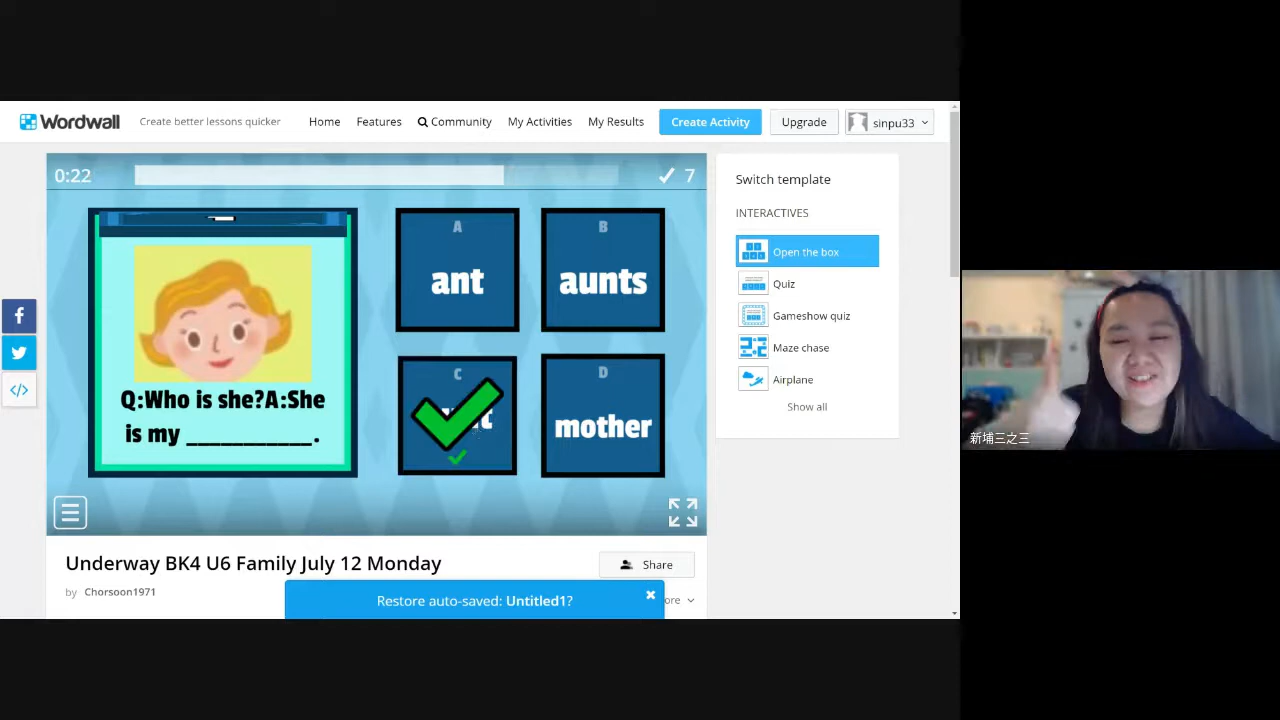 Wordwall
Create better lessons quicker
Home
Features
Community
My Activities
My Results
Create Activity
Upgrade
sinpu33
0:22
7
A
ant
B
aunts
C
D
mother
Q:Who is she?A:She
is my ___________.
Switch template
INTERACTIVES
Open the box
Quiz
Gameshow quiz
Maze chase
Airplane
Show all
新埔三之三
Underway BK4 U6 Family July 12 Monday
Share
by Chorsoon1971
Restore auto-saved: Untitled1?